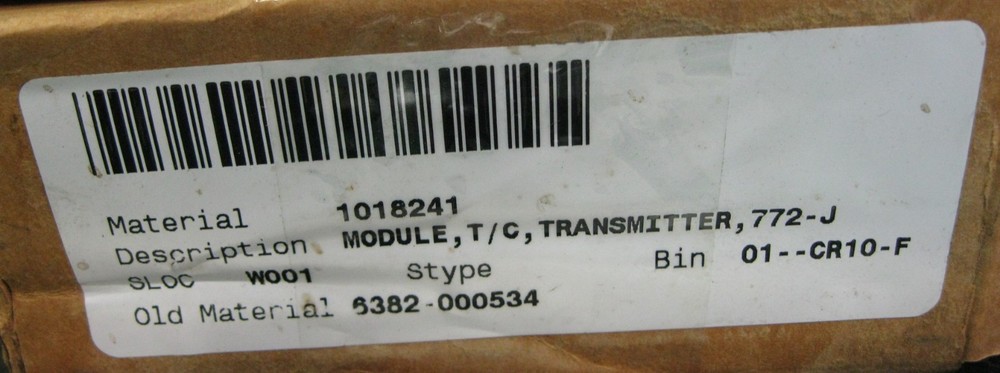 Material 1018241
Description MODULE,T/C,TRANSMITTER,772-J
SLOC W001 Stype Bin 01--CR10-F
Old Material 6382-000534